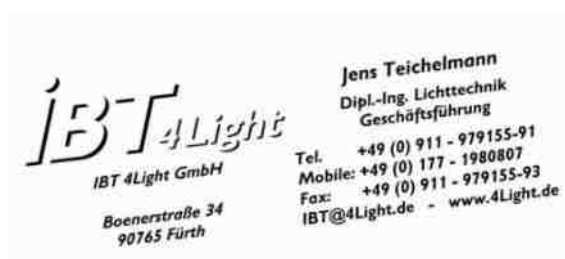 iBT 4Light
IBT 4Light GmbH
Boenerstraße 34
90765 Fürth
Jens Teichelmann
Dipl.-Ing. Lichttechnik
Geschäftsführung
Tel. +49 (0) 911 - 979155-91
Mobile: +49 (0) 177 - 1980807
Fax: +49 (0) 911 - 979155-93
IBT@4Light.de - www.4Light.de